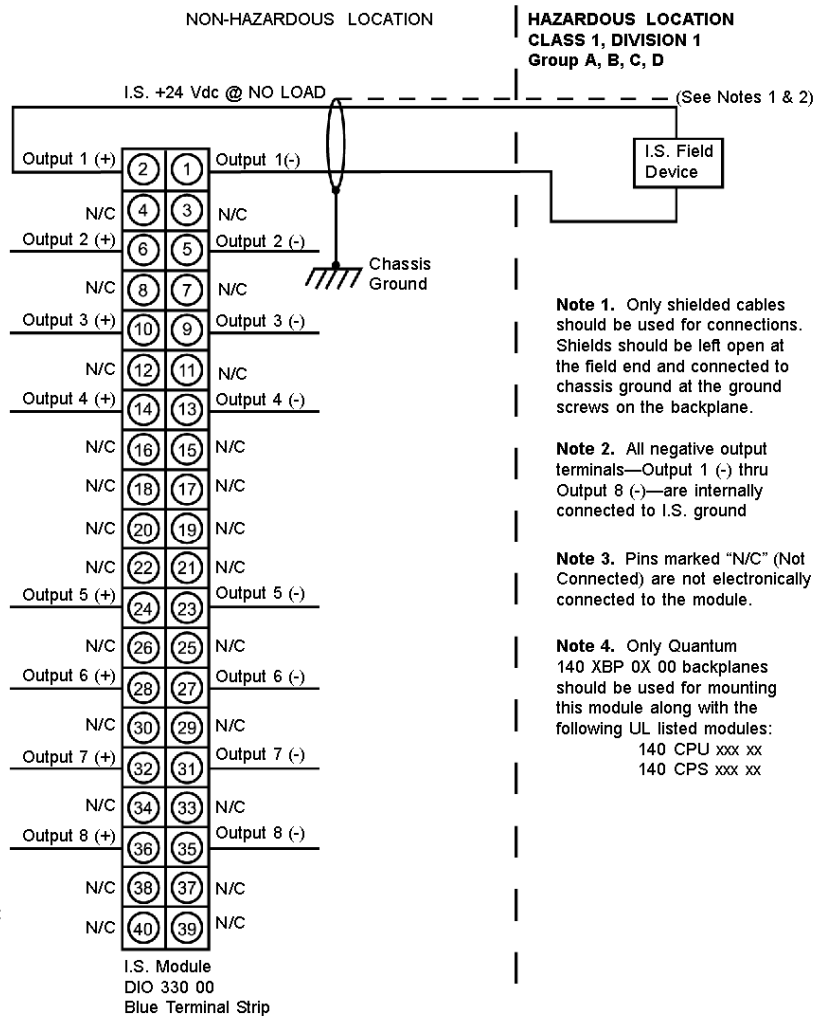 NON-HAZARDOUS LOCATION
HAZARDOUS LOCATION
CLASS 1, DIVISION 1
Group A, B, C, D
I.S. +24 Vdc @ NO LOAD
(See Notes 1 & 2)
I.S. Field
Device
Output 1 (+) 2 1 Output 1(-)
N/C 4 3 N/C
Output 2 (+) 6 5 Output 2 (-)
Chassis
Ground
N/C 8 7 N/C
Output 3 (+) 10 9 Output 3 (-)
N/C 12 11 N/C
Output 4 (+) 14 13 Output 4 (-)
N/C 16 15 N/C
N/C 18 17 N/C
N/C 20 19 N/C
N/C 22 21 N/C
Output 5 (+) 24 23 Output 5 (-)
N/C 26 25 N/C
Output 6 (+) 28 27 Output 6 (-)
N/C 30 29 N/C
Output 7 (+) 32 31 Output 7 (-)
N/C 34 33 N/C
Output 8 (+) 36 35 Output 8 (-)
N/C 38 37 N/C
N/C 40 39 N/C
I.S. Module
DIO 330 00
Blue Terminal Strip
Note 1. Only shielded cables
should be used for connections.
Shields should be left open at
the field end and connected to
chassis ground at the ground
screws on the backplane.
Note 2. All negative output
terminals—Output 1 (-) thru
Output 8 (-)—are internally
connected to I.S. ground
Note 3. Pins marked “N/C” (Not
Connected) are not electronically
connected to the module.
Note 4. Only Quantum
140 XBP 0X 00 backplanes
should be used for mounting
this module along with the
following UL listed modules:
140 CPU xxx xx
140 CPS xxx xx